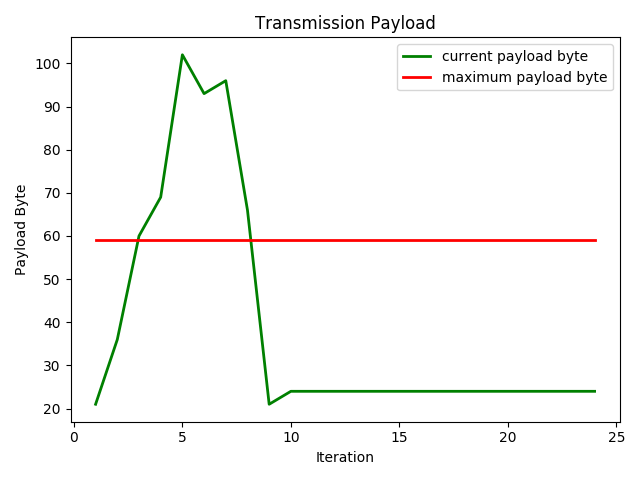 Transmission Payload
current payload byte
maximum payload byte
Payload Byte
100
90
80
70
60
50
40
30
20
0 5 10 15 20 25
Iteration